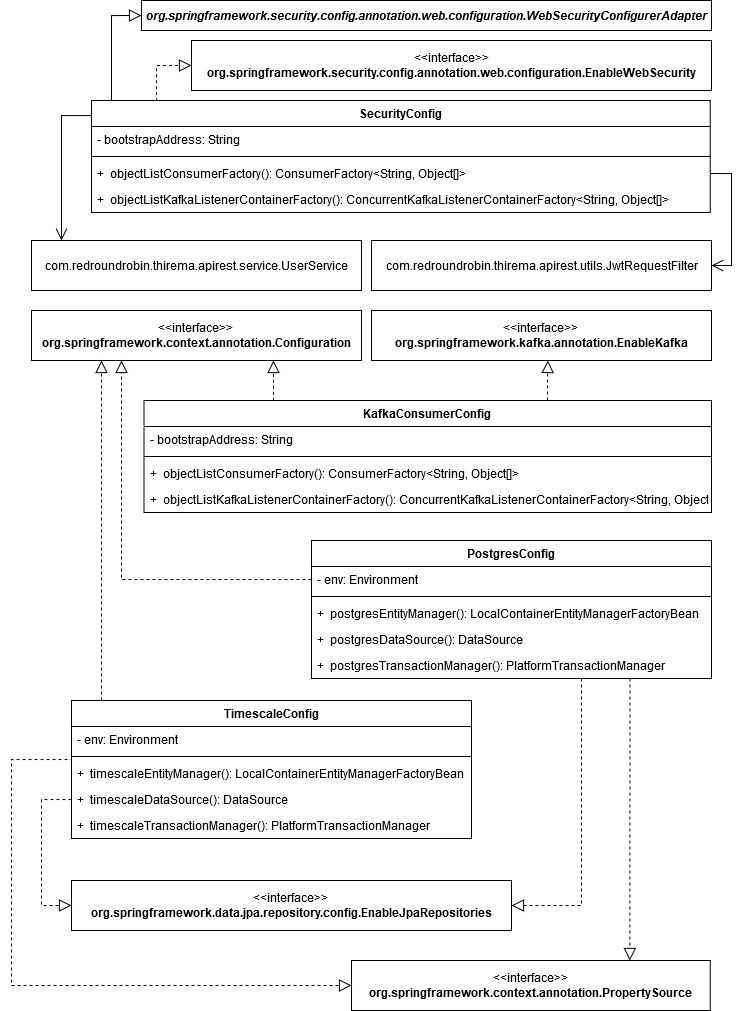 org.springframework.security.config.annotation.web.configuration.WebSecurityConfigurerAdapter
<<interface>>
org.springframework.security.config.annotation.web.configuration.EnableWebSecurity
SecurityConfig
- bootstrapAddress: String
+ objectListConsumerFactory(): ConsumerFactory<String, Object[]>
+ objectListKafkaListenerContainerFactory(): ConcurrentKafkaListenerContainerFactory<String, Object[]>
com.redroundrobin.thirema.apirest.service.UserService
com.redroundrobin.thirema.apirest.utils.JwtRequestFilter
<<interface>>
org.springframework.context.annotation.Configuration
<<interface>>
org.springframework.kafka.annotation.EnableKafka
KafkaConsumerConfig
- bootstrapAddress: String
+ objectListConsumerFactory(): ConsumerFactory<String, Object[]>
+ objectListKafkaListenerContainerFactory(): ConcurrentKafkaListenerContainerFactory<String, Object
PostgresConfig
- env: Environment
+ postgresEntityManager(): LocalContainerEntityManagerFactoryBean
+ postgresDataSource(): DataSource
+ postgresTransactionManager(): PlatformTransactionManager
TimescaleConfig
- env: Environment
+ timescaleEntityManager(): LocalContainerEntityManagerFactoryBean
+ timescaleDataSource(): DataSource
+ timescaleTransactionManager(): PlatformTransactionManager
<<interface>>
org.springframework.data.jpa.repository.config.EnableJpaRepositories
<<interface>>
org.springframework.context.annotation.PropertySource